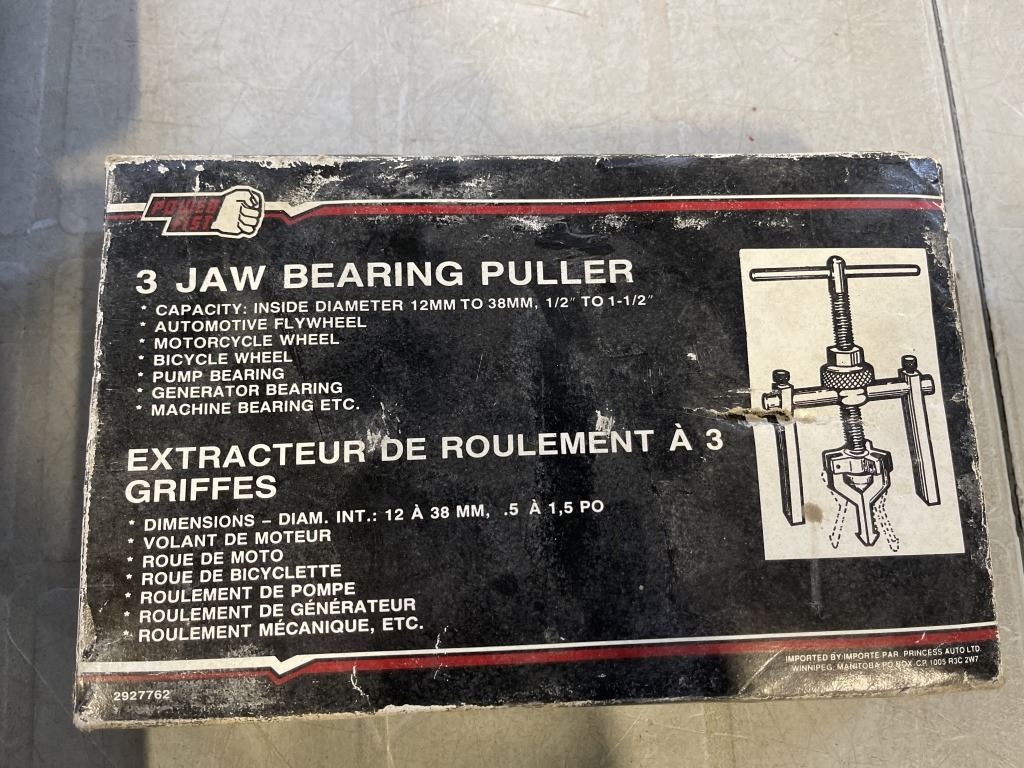 POWER
FIST
3 JAW BEARING PULLER
* CAPACITY: INSIDE DIAMETER 12MM TO 38MM, 1/2" TO 1-1/2"
* AUTOMOTIVE FLYWHEEL
* MOTORCYCLE WHEEL
* BICYCLE WHEEL
* PUMP BEARING
* GENERATOR BEARING
* MACHINE BEARING ETC.
EXTRACTEUR DE ROULEMENT À 3
GRIFFES
* DIMENSIONS – DIAM. INT.: 12 À 38 MM, .5 À 1,5 PO
* VOLANT DE MOTEUR
* ROUE DE MOTO
* ROUE DE BICYCLETTE
* ROULEMENT DE POMPE
* ROULEMENT DE GÉNÉRATEUR
* ROULEMENT MÉCANIQUE, ETC.
IMPORTED BY/IMPORTE PAR. PRINCESS AUTO LTD.
WINNIPEG, MANITOBA PO BOX-CP. 1005 R3C 2W7
2927762